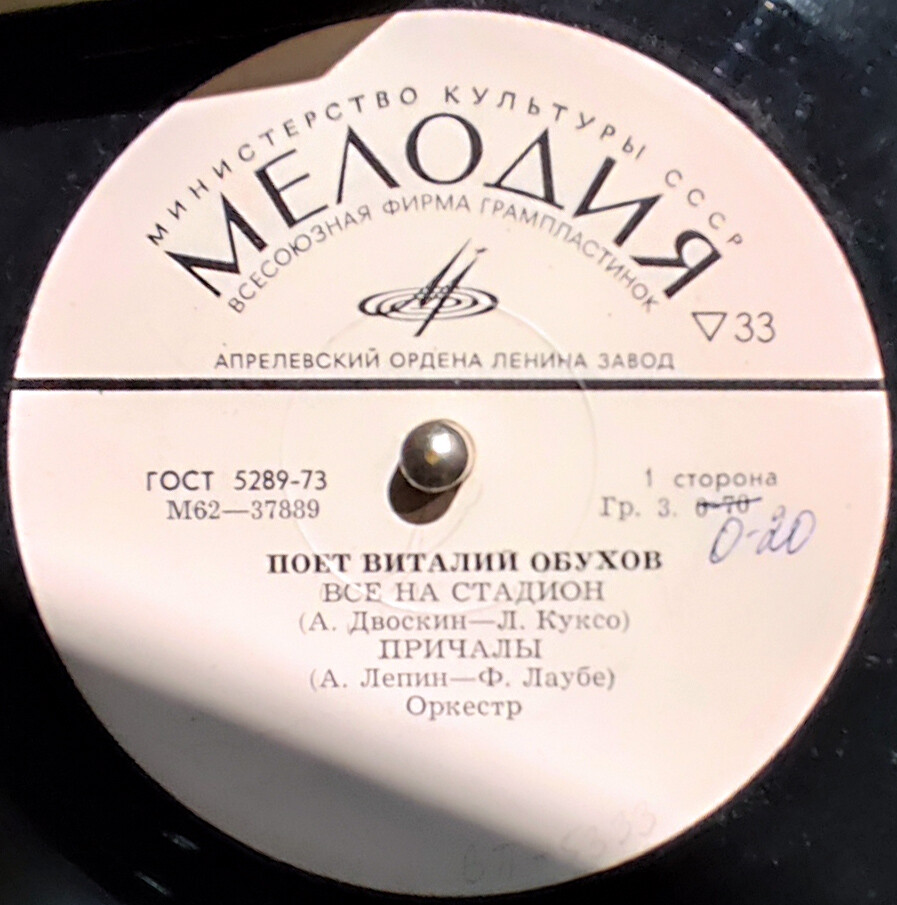 МИНИСТЕРСТВО КУЛЬТУРЫ СССР
МЕЛОДИЯ
ВСЕСОЮЗНАЯ ФИРМА ГРАМПЛАСТИНОК
▽33
АПРЕЛЕВСКИЙ ОРДЕНА ЛЕНИНА ЗАВОД
ГОСТ 5289-73
1 сторона
М62—37889
Гр. 3. 0-70
0-20
ПОЕТ ВИТАЛИЙ ОБУХОВ
ВСЕ НА СТАДИОН
(А. Двоскин—Л. Куксо)
ПРИЧАЛЫ
(А. Лепин—Ф. Лаубе)
Оркестр